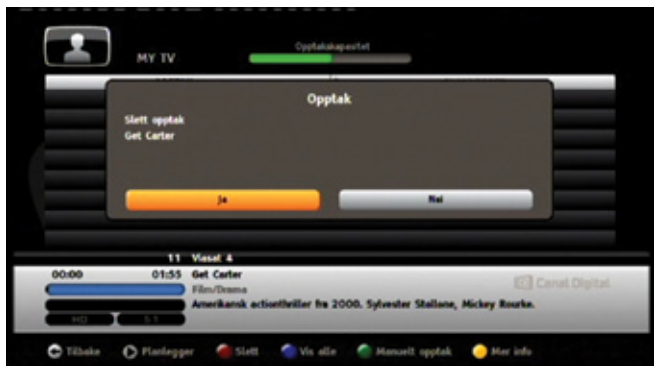 MY TV
Opptakskapasitet
Opptak
Slett opptak
Get Carter
Ja
Nei
11 Viasat 4
00:00 01:55 Get Carter
Film/Drama
Amerikansk actionthriller fra 2000. Sylvester Stallone, Mickey Rourke.
Canal Digital
HD 5:1
Tilbake Planlegger Slett Vis alle Manuelt opptak Mer info